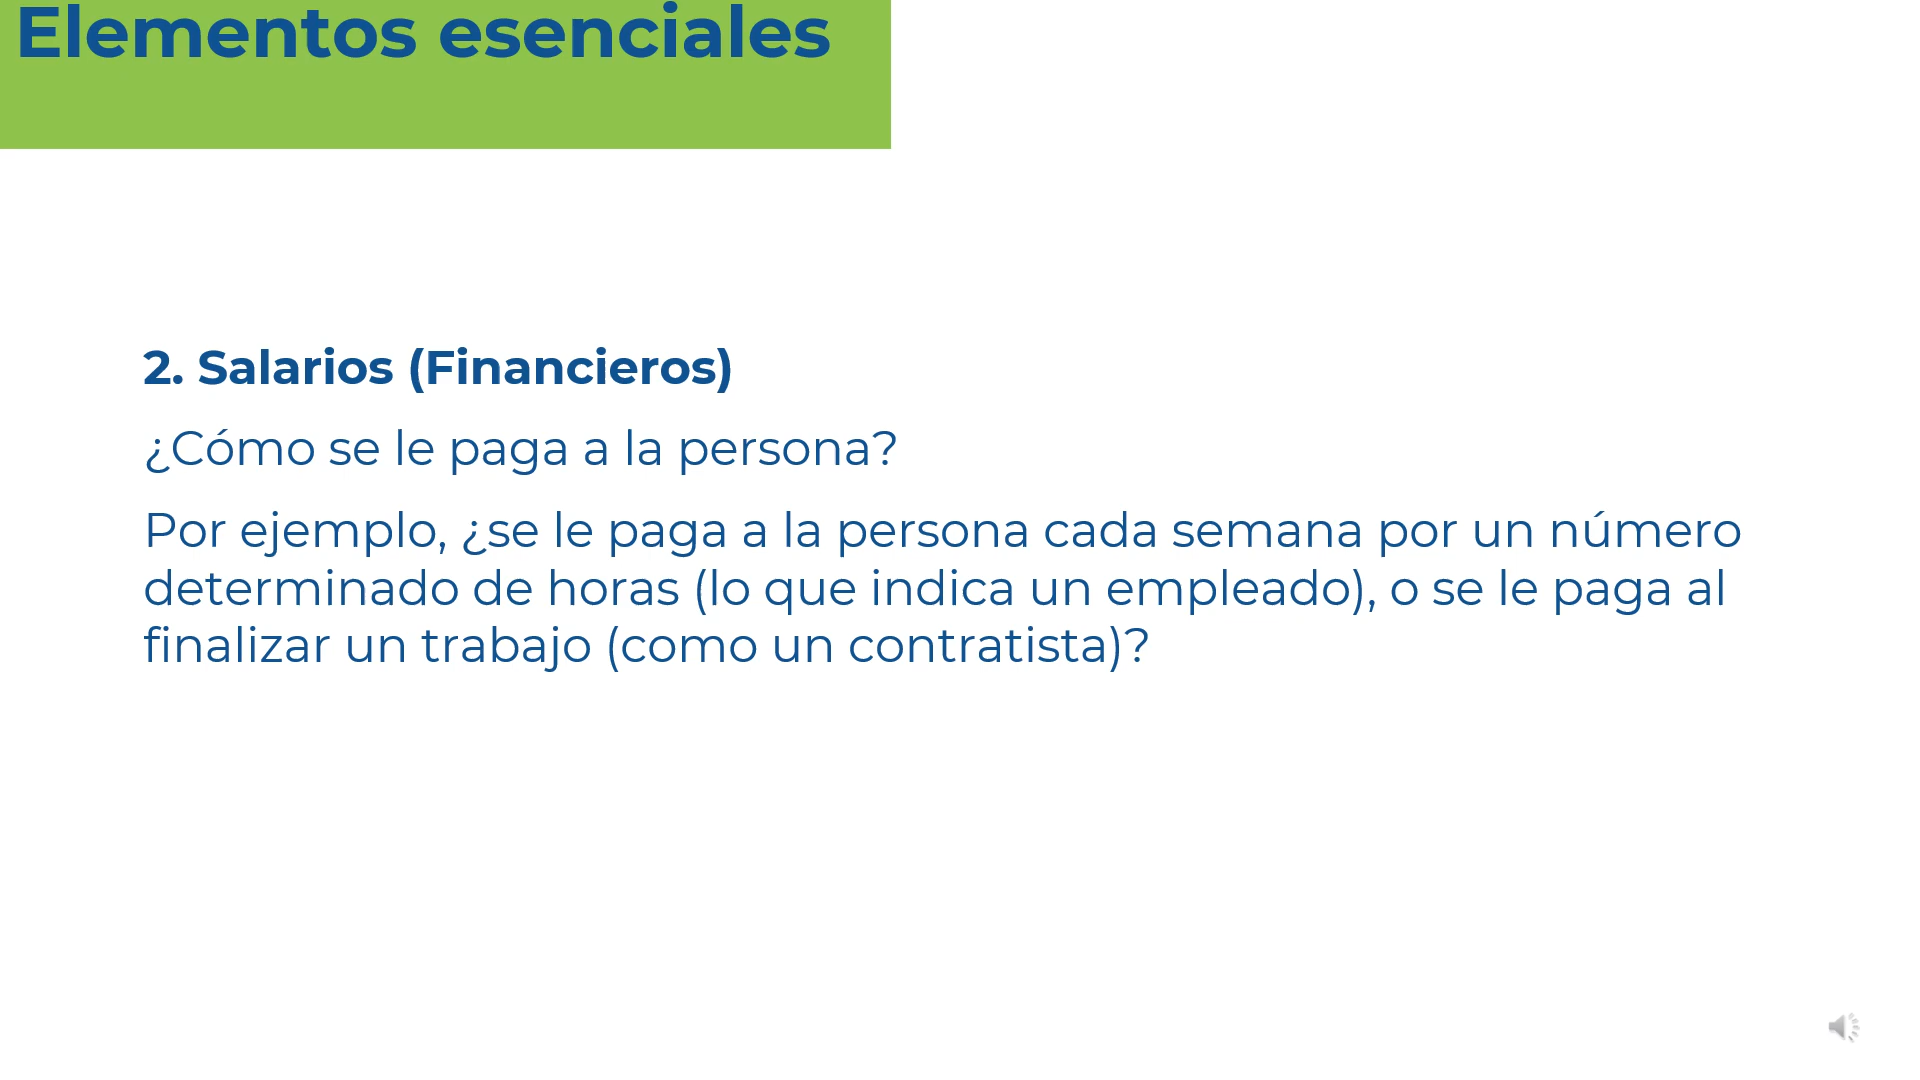 Elementos esenciales
2. Salarios (Financieros)
¿Cómo se le paga a la persona?
Por ejemplo, ¿se le paga a la persona cada semana por un número
determinado de horas (lo que indica un empleado), o se le paga al
finalizar un trabajo (como un contratista)?